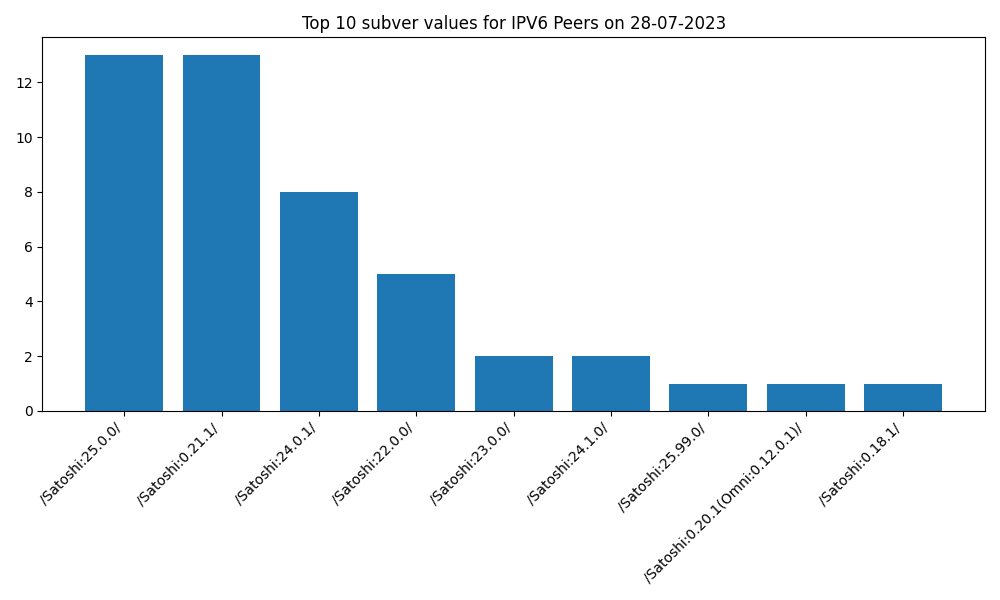 Top 10 subver values for IPV6 Peers on 28-07-2023
12
10
8
6
4
2
0
/Satoshi:25.0.0/
/Satoshi:0.21.1/
/Satoshi:24.0.1/
/Satoshi:22.0.0/
/Satoshi:23.0.0/
/Satoshi:24.1.0/
/Satoshi:25.99.0/
/Satoshi:0.20.1(Omni:0.12.0.1)/
/Satoshi:0.18.1/